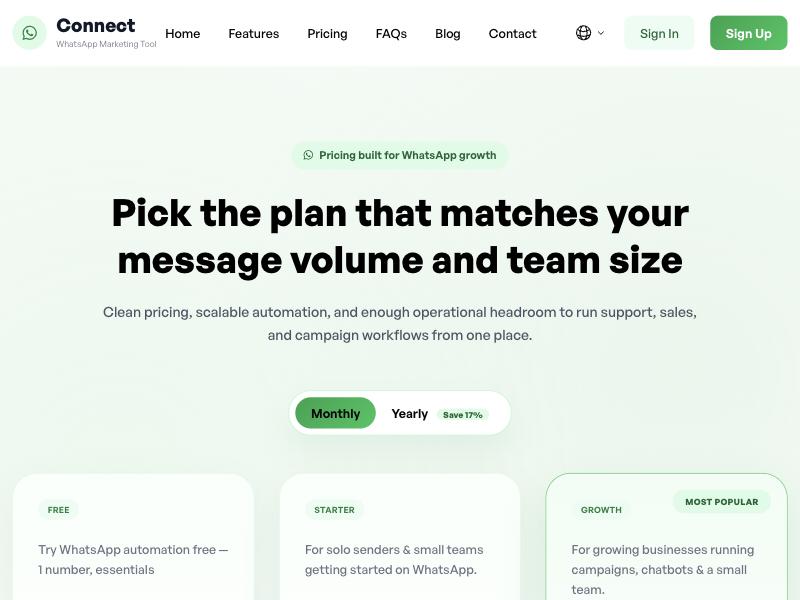 Connect
WhatsApp Marketing Tool
Home
Features
Pricing
FAQs
Blog
Contact
Sign In
Sign Up
Pricing built for WhatsApp growth
Pick the plan that matches your
message volume and team size
Clean pricing, scalable automation, and enough operational headroom to run support, sales,
and campaign workflows from one place.
Monthly
Yearly
Save 17%
FREE
Try WhatsApp automation free —
1 number, essentials
STARTER
For solo senders & small teams
getting started on WhatsApp.
MOST POPULAR
GROWTH
For growing businesses running
campaigns, chatbots & a small
team.